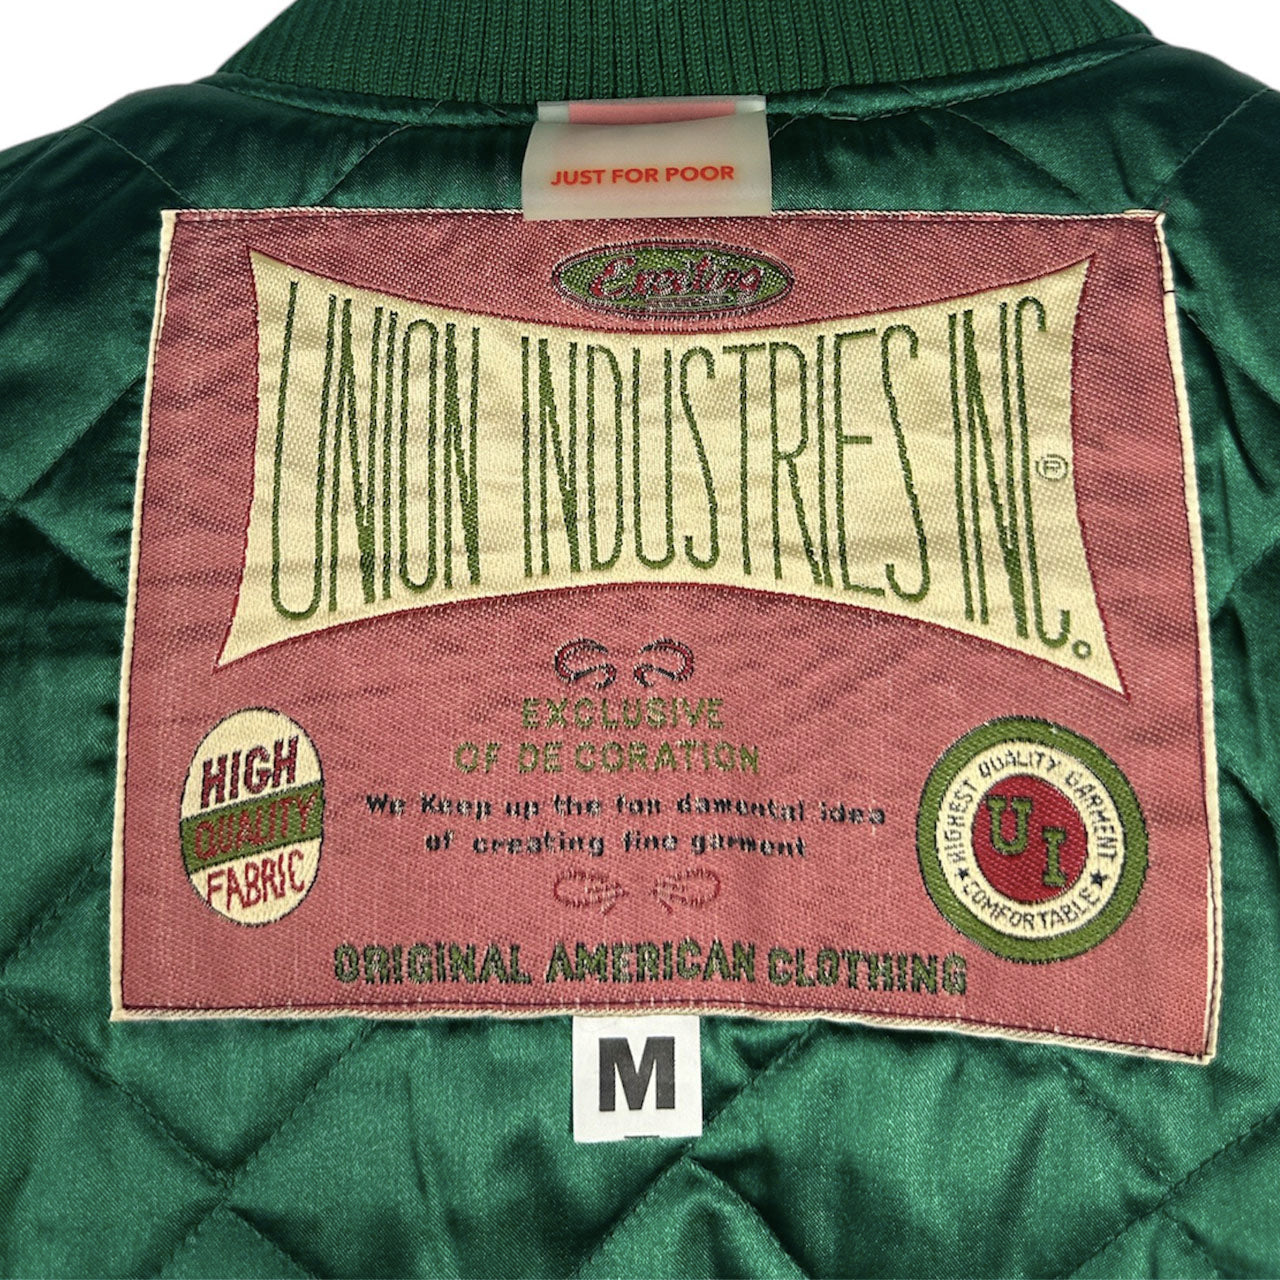 JUST FOR POOR
UNION INDUSTRIES INC.
®
EXCLUSIVE
OF DE CORATION
We Keep up the fon damental idea
of creating fine garment
HIGH
QUALITY
FABRIC
HIGHEST QUALITY GARMENT
UI
★ COMFORTABLE ★
ORIGINAL AMERICAN CLOTHING
M